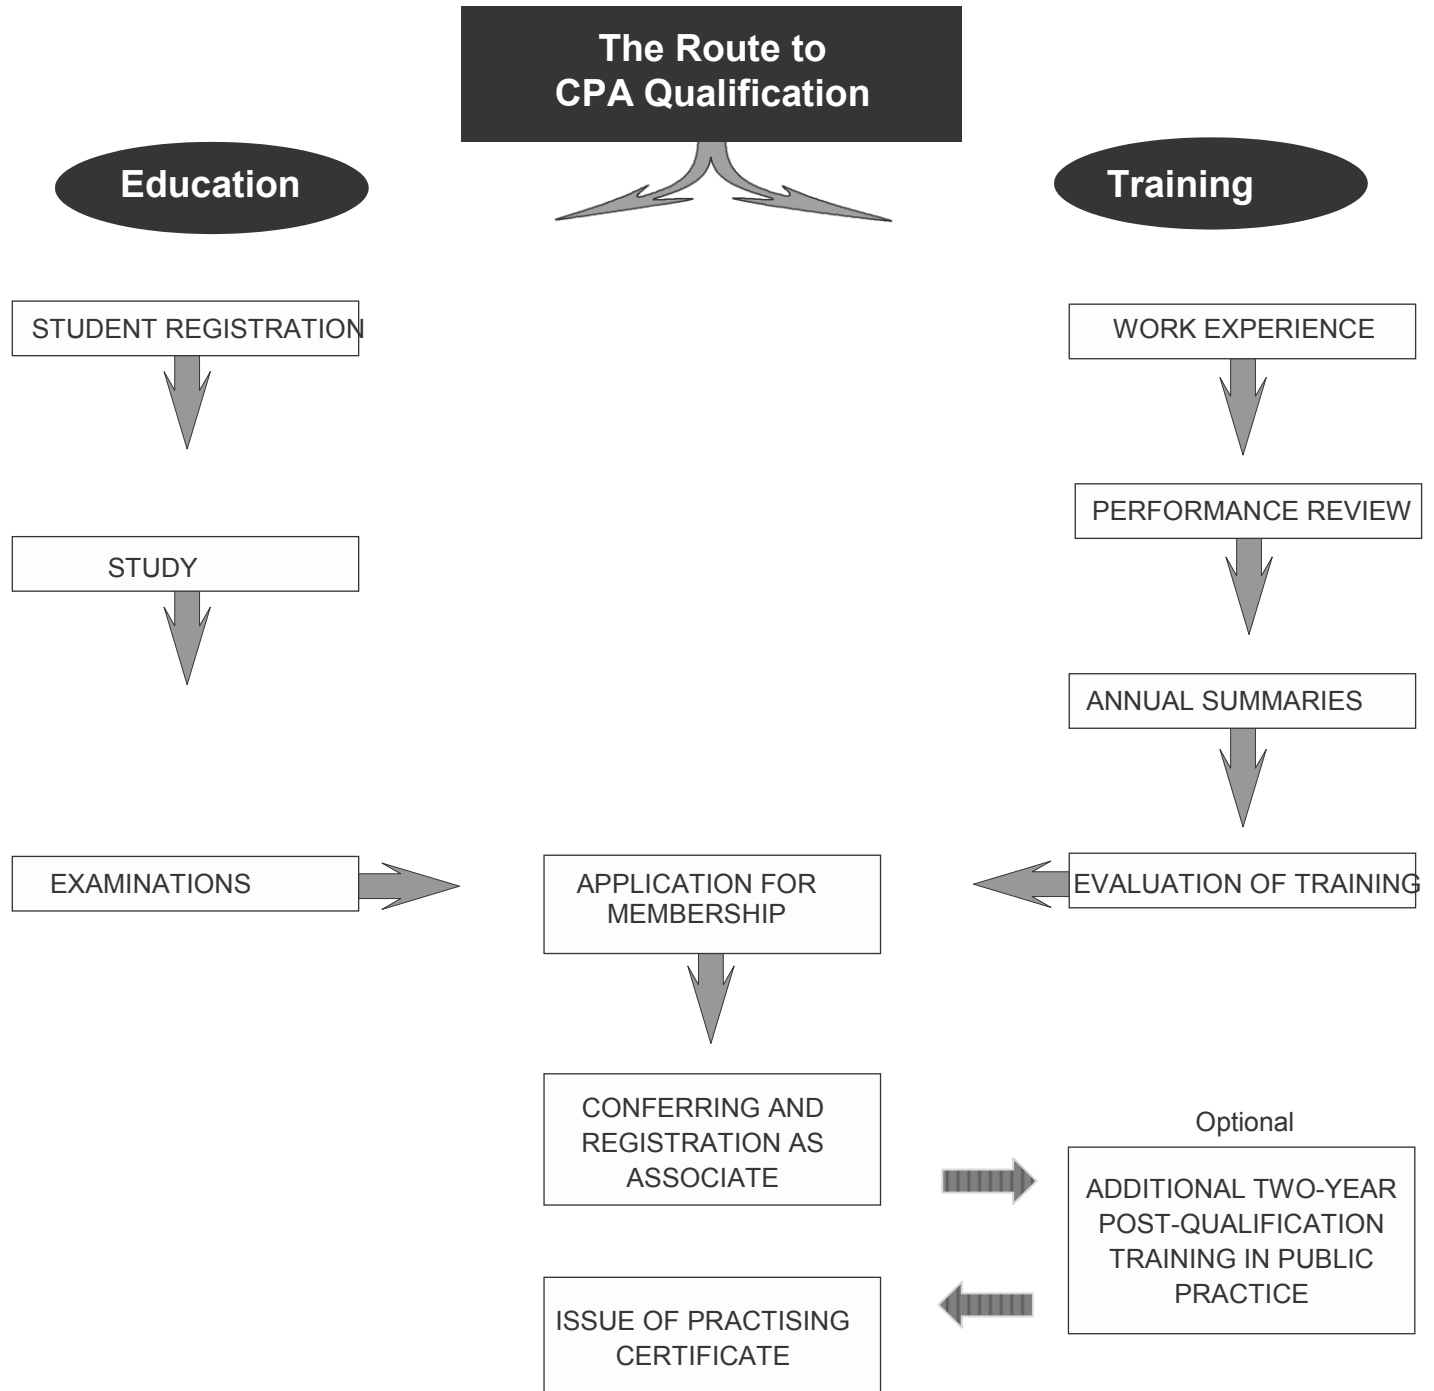 The Route to
CPA Qualification
Education
Training
STUDENT REGISTRATION
WORK EXPERIENCE
PERFORMANCE REVIEW
STUDY
ANNUAL SUMMARIES
EXAMINATIONS
APPLICATION FOR
MEMBERSHIP
EVALUATION OF TRAINING
CONFERRING AND
REGISTRATION AS
ASSOCIATE
Optional
ADDITIONAL TWO-YEAR
POST-QUALIFICATION
TRAINING IN PUBLIC
PRACTICE
ISSUE OF PRACTISING
CERTIFICATE